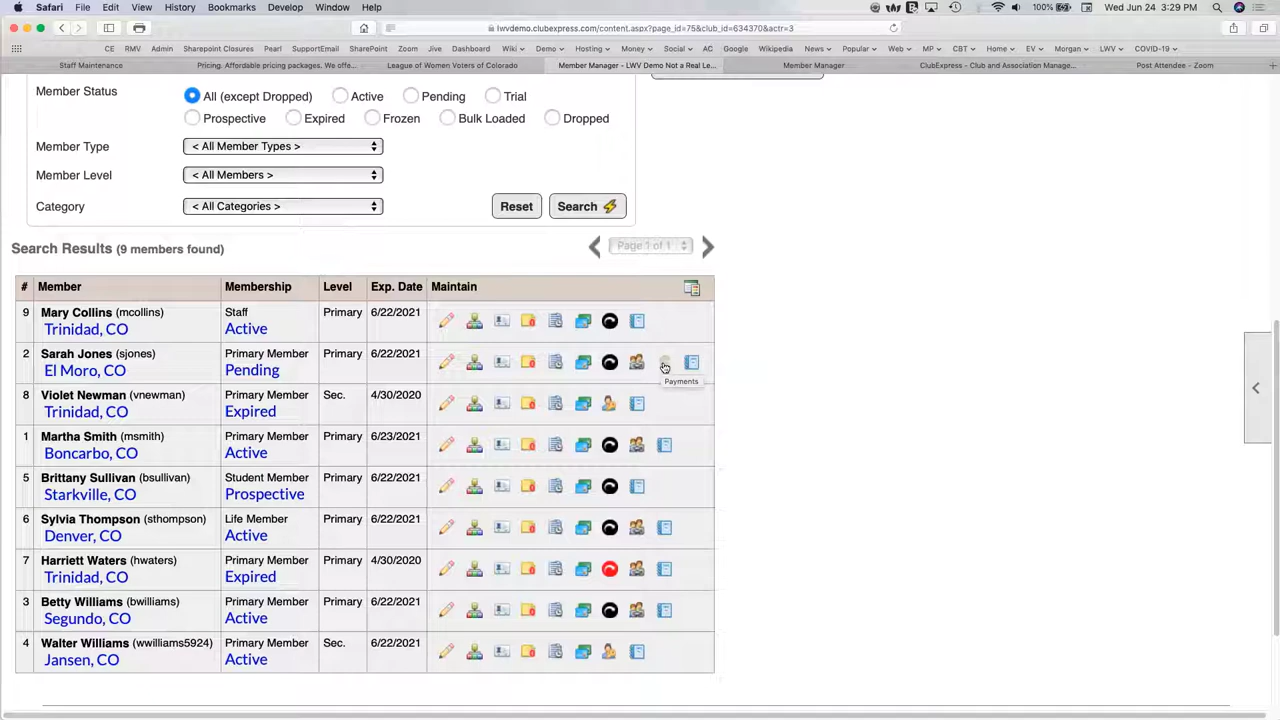 Safari File Edit View History Bookmarks Develop Window Help 100% Wed Jun 24 3:29 PM
lwvdemo.clubexpress.com/content.aspx?page_id=75&club_id=634370&actr=3
CE RMV Admin Sharepoint Closures Pearl SupportEmail SharePoint Zoom Jive Dashboard Wiki Demo Hosting Money Social AC Google Wikipedia News Popular Web MP CBT Home EV Morgan LWV COVID-19
Staff Maintenance Pricing. Affordable pricing packages. We offe... League of Women Voters of Colorado Member Manager - LWV Demo Not a Real Le... Member Manager ClubExpress - Club and Association Manage... Post Attendee - Zoom
Member Status All (except Dropped) Active Pending Trial
Prospective Expired Frozen Bulk Loaded Dropped
Member Type < All Member Types >
Member Level < All Members >
Category < All Categories > Reset Search
Search Results (9 members found) Page 1 of 1
# Member Membership Level Exp. Date Maintain
9 Mary Collins (mcollins) Staff Primary 6/22/2021
Trinidad, CO Active
2 Sarah Jones (sjones) Primary Member Primary 6/22/2021
El Moro, CO Pending
Payments
8 Violet Newman (vnewman) Primary Member Sec. 4/30/2020
Trinidad, CO Expired
1 Martha Smith (msmith) Primary Member Primary 6/23/2021
Boncarbo, CO Active
5 Brittany Sullivan (bsullivan) Student Member Primary 6/22/2021
Starkville, CO Prospective
6 Sylvia Thompson (sthompson) Life Member Primary 6/22/2021
Denver, CO Active
7 Harriett Waters (hwaters) Primary Member Primary 4/30/2020
Trinidad, CO Expired
3 Betty Williams (bwilliams) Primary Member Primary 6/22/2021
Segundo, CO Active
4 Walter Williams (wwilliams5924) Primary Member Sec. 6/22/2021
Jansen, CO Active